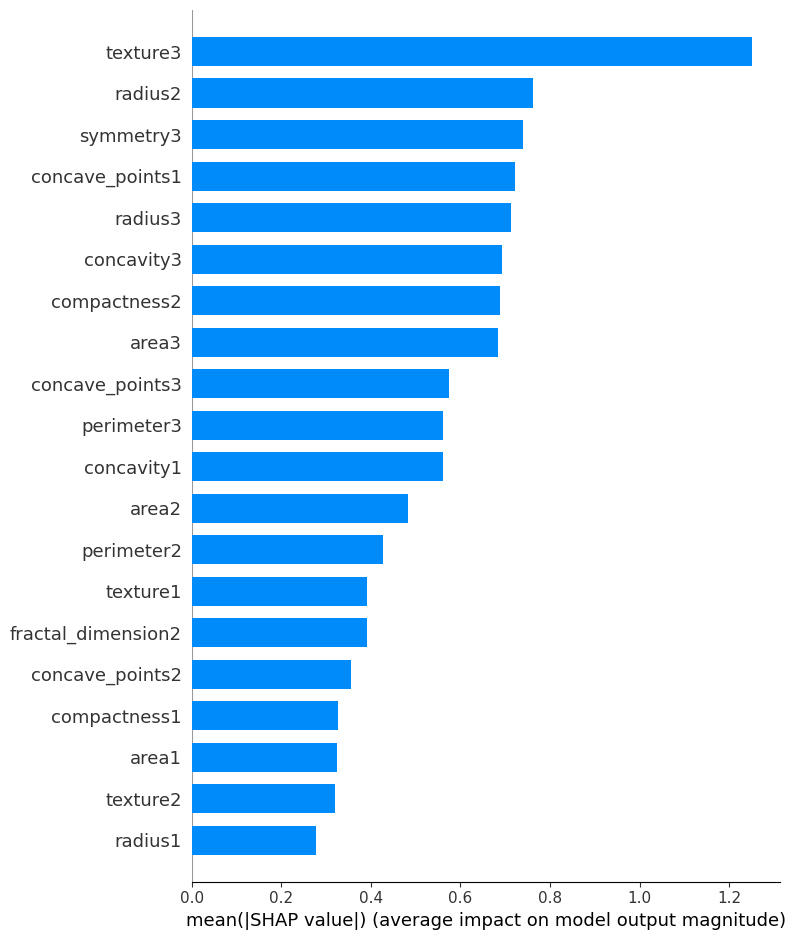 texture3
radius2
symmetry3
concave_points1
radius3
concavity3
compactness2
area3
concave_points3
perimeter3
concavity1
area2
perimeter2
texture1
fractal_dimension2
concave_points2
compactness1
area1
texture2
radius1
0.0 0.2 0.4 0.6 0.8 1.0 1.2
mean(|SHAP value|) (average impact on model output magnitude)